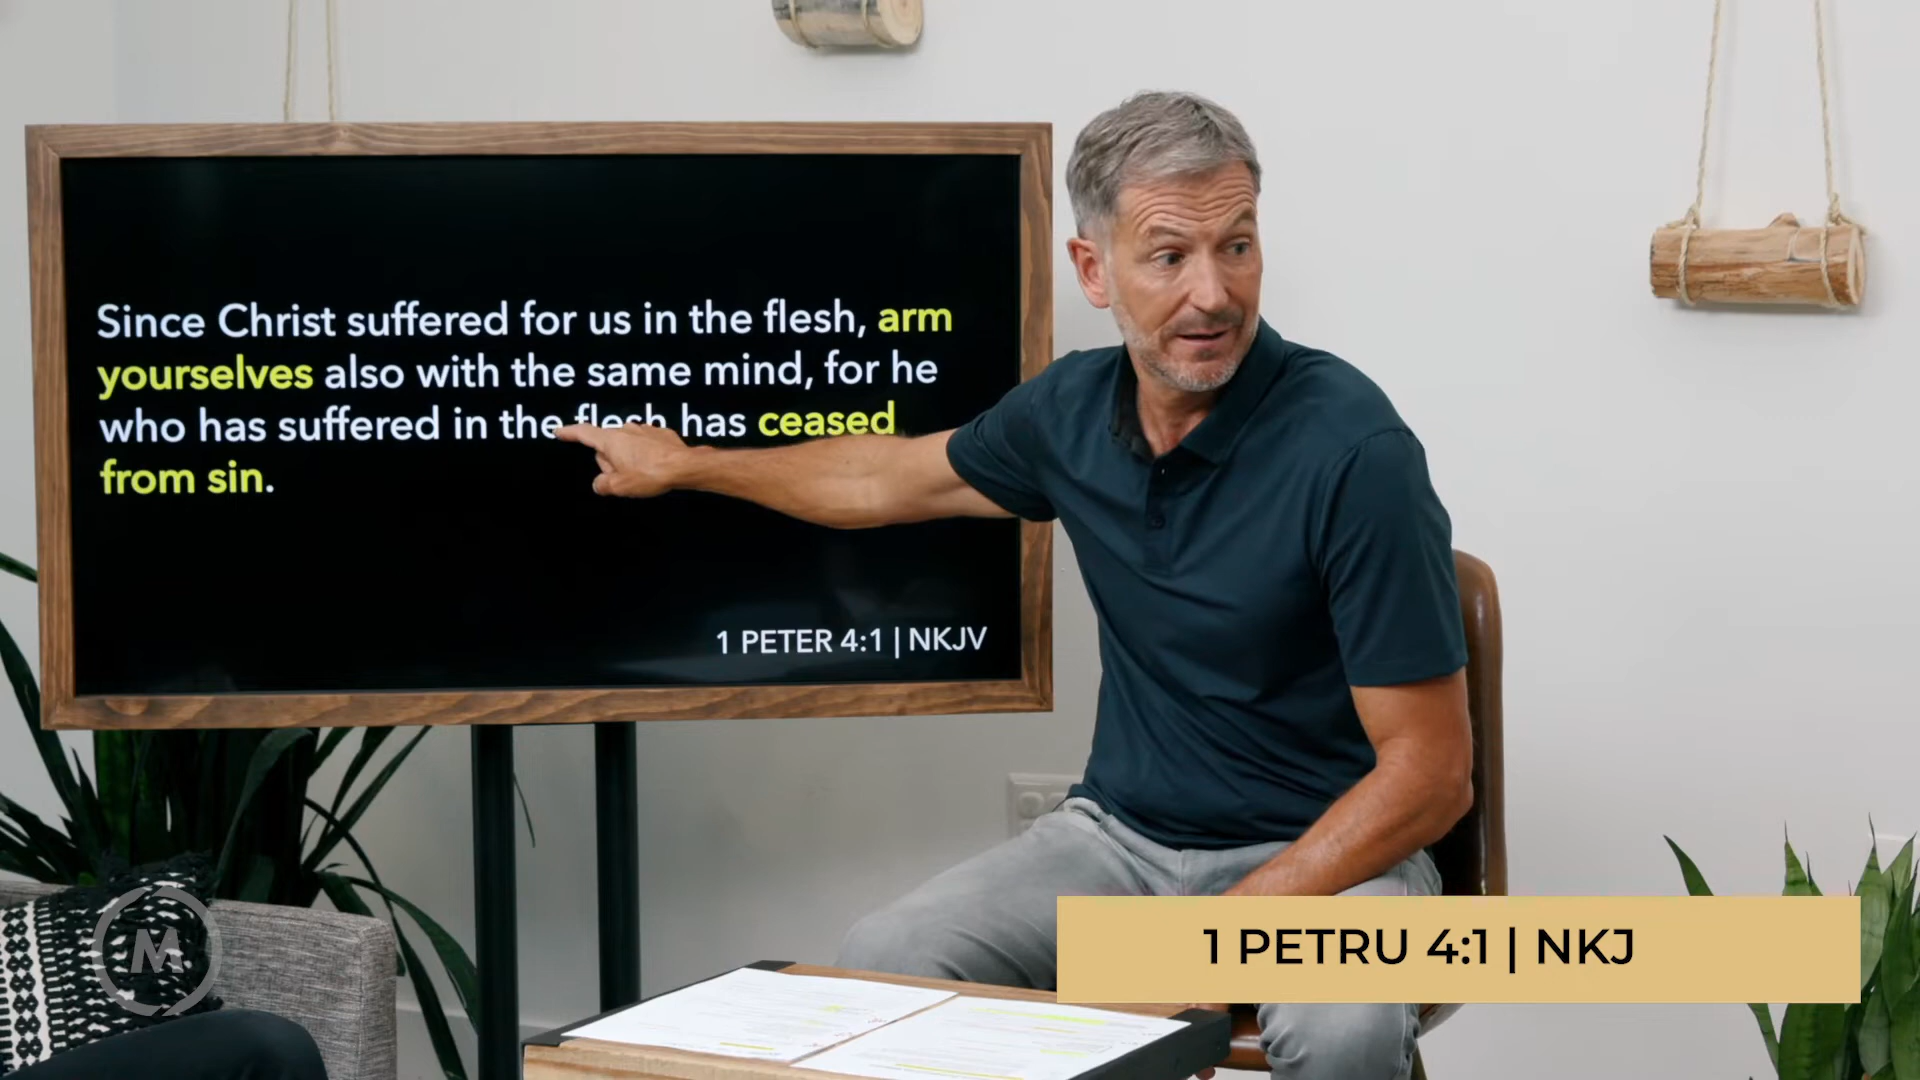 Since Christ suffered for us in the flesh, arm
yourselves also with the same mind, for he
who has suffered in the flesh has ceased
from sin.
1 PETER 4:1 | NKJV
M
1 PETRU 4:1 | NKJ